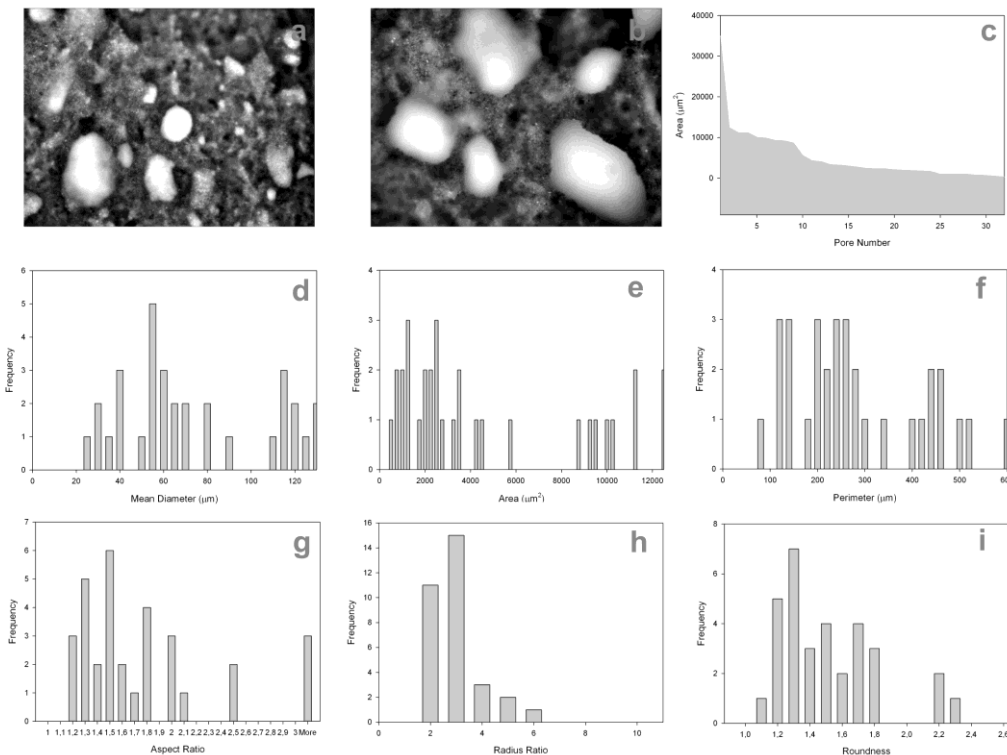 a
b
c
40000
30000
20000
10000
0
Area (µm²)
5 10 15 20 25 30
Pore Number
d
6
5
4
3
2
1
0
Frequency
0 20 40 60 80 100 120
Mean Diameter (µm)
e
4
3
2
1
0
Frequency
0 2000 4000 6000 8000 10000 12000
Area (µm²)
f
4
3
2
1
0
Frequency
0 100 200 300 400 500 600
Perimeter (µm)
g
7
6
5
4
3
2
1
0
Frequency
1 1,1 1,2 1,3 1,4 1,5 1,6 1,7 1,8 1,9 2 2,1 2,2 2,3 2,4 2,5 2,6 2,7 2,8 2,9 3 More
Aspect Ratio
h
16
14
12
10
8
6
4
2
0
Frequency
2 4 6 8 10
Radius Ratio
i
8
6
4
2
0
Frequency
1,0 1,2 1,4 1,6 1,8 2,0 2,2 2,4 2,6
Roundness